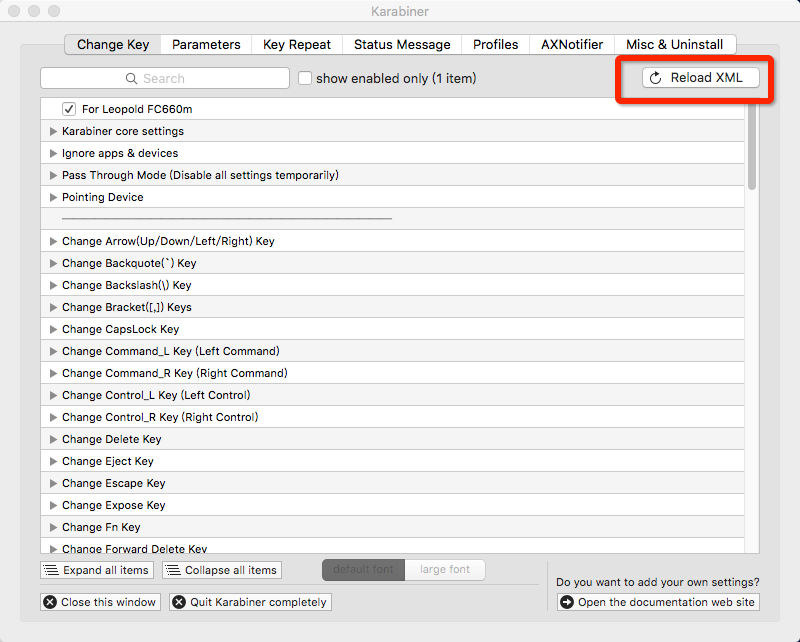 Karabiner
Change Key Parameters Key Repeat Status Message Profiles AXNotifier Misc & Uninstall
Search show enabled only (1 item) Reload XML
For Leopold FC660m
Karabiner core settings
Ignore apps & devices
Pass Through Mode (Disable all settings temporarily)
Pointing Device
Change Arrow(Up/Down/Left/Right) Key
Change Backquote(`) Key
Change Backslash(\) Key
Change Bracket([,]) Keys
Change CapsLock Key
Change Command_L Key (Left Command)
Change Command_R Key (Right Command)
Change Control_L Key (Left Control)
Change Control_R Key (Right Control)
Change Delete Key
Change Eject Key
Change Escape Key
Change Expose Key
Change Fn Key
Change Forward Delete Key
Expand all items Collapse all items default font large font
Do you want to add your own settings?
Close this window Quit Karabiner completely Open the documentation web site